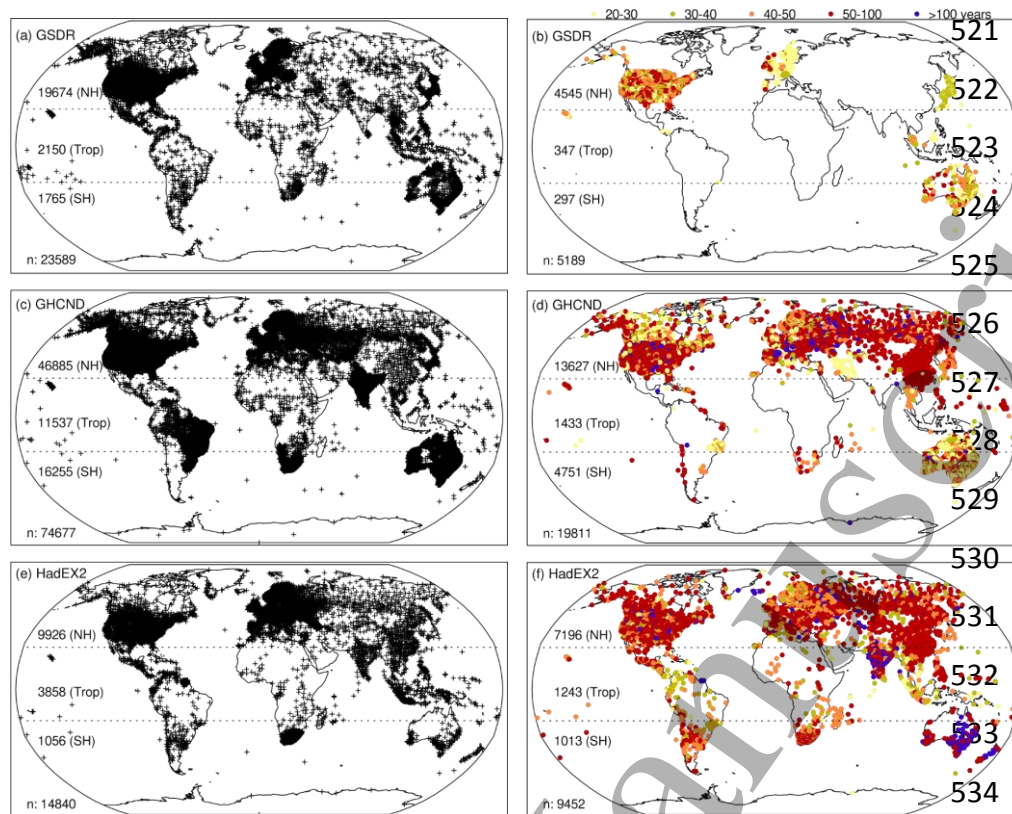 20-30 30-40 40-50 50-100 >100 years
521
(a) GSDR
19674 (NH)
2150 (Trop)
1765 (SH)
n: 23589
(b) GSDR
4545 (NH)
347 (Trop)
297 (SH)
n: 5189
522
523
524
525
(c) GHCND
46885 (NH)
11537 (Trop)
16255 (SH)
n: 74677
(d) GHCND
13627 (NH)
1433 (Trop)
4751 (SH)
n: 19811
526
527
528
529
530
(e) HadEX2
9926 (NH)
3858 (Trop)
1056 (SH)
n: 14840
(f) HadEX2
7196 (NH)
1243 (Trop)
1013 (SH)
n: 9452
531
532
533
534